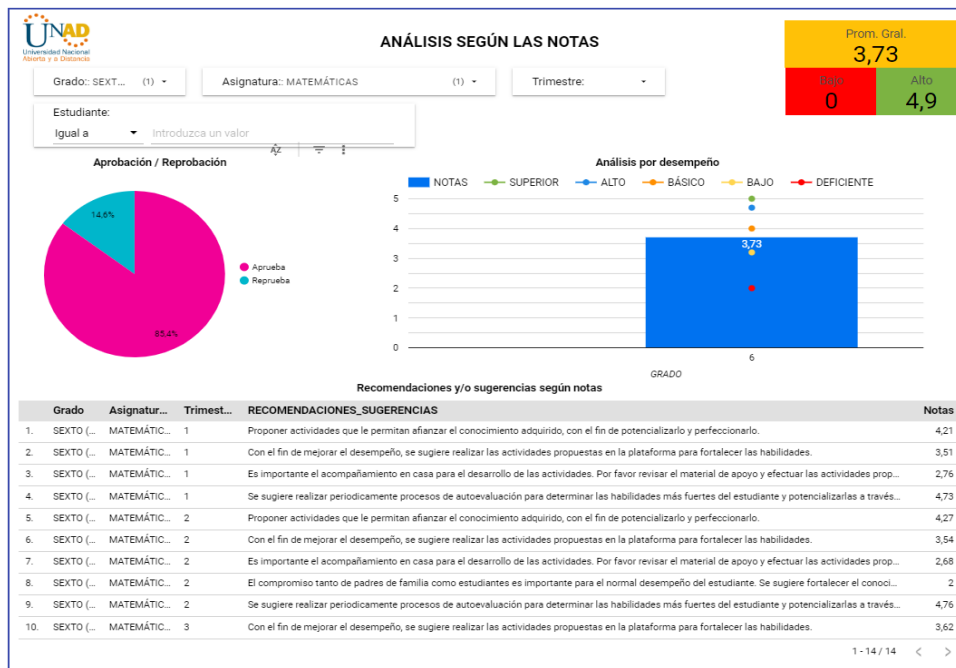 UNAD
Universidad Nacional
Abierta y a Distancia
ANÁLISIS SEGÚN LAS NOTAS
Prom. Gral.
3,73
Bajo
0
Alto
4,9
Grado:: SEXT... (1)
Asignatura:: MATEMÁTICAS (1)
Trimestre:
Estudiante:
Igual a Introduzca un valor
AZ
Aprobación / Reprobación
14,6%
85,4%
Aprueba
Reprueba
Análisis por desempeño
NOTAS SUPERIOR ALTO BÁSICO BAJO DEFICIENTE
5
4
3
2
1
0
3,73
6
GRADO
Recomendaciones y/o sugerencias según notas
Grado Asignatur... Trimest... RECOMENDACIONES_SUGERENCIAS Notas
1. SEXTO (... MATEMÁTIC... 1 Proponer actividades que le permitan afianzar el conocimiento adquirido, con el fin de potencializarlo y perfeccionarlo. 4,21
2. SEXTO (... MATEMÁTIC... 1 Con el fin de mejorar el desempeño, se sugiere realizar las actividades propuestas en la plataforma para fortalecer las habilidades. 3,51
3. SEXTO (... MATEMÁTIC... 1 Es importante el acompañamiento en casa para el desarrollo de las actividades. Por favor revisar el material de apoyo y efectuar las actividades prop... 2,76
4. SEXTO (... MATEMÁTIC... 1 Se sugiere realizar periodicamente procesos de autoevaluación para determinar las habilidades más fuertes del estudiante y potencializarlas a través... 4,73
5. SEXTO (... MATEMÁTIC... 2 Proponer actividades que le permitan afianzar el conocimiento adquirido, con el fin de potencializarlo y perfeccionarlo. 4,27
6. SEXTO (... MATEMÁTIC... 2 Con el fin de mejorar el desempeño, se sugiere realizar las actividades propuestas en la plataforma para fortalecer las habilidades. 3,54
7. SEXTO (... MATEMÁTIC... 2 Es importante el acompañamiento en casa para el desarrollo de las actividades. Por favor revisar el material de apoyo y efectuar las actividades prop... 2,68
8. SEXTO (... MATEMÁTIC... 2 El compromiso tanto de padres de familia como estudiantes es importante para el normal desempeño del estudiante. Se sugiere fortalecer el conoci... 2
9. SEXTO (... MATEMÁTIC... 2 Se sugiere realizar periodicamente procesos de autoevaluación para determinar las habilidades más fuertes del estudiante y potencializarlas a través... 4,76
10. SEXTO (... MATEMÁTIC... 3 Con el fin de mejorar el desempeño, se sugiere realizar las actividades propuestas en la plataforma para fortalecer las habilidades. 3,62
1 - 14 / 14 < >